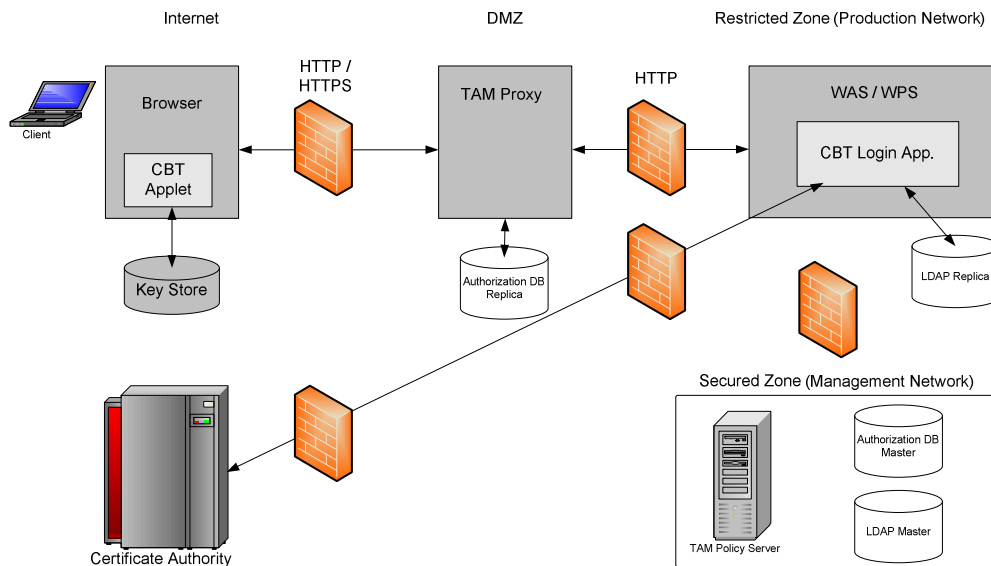 Internet
DMZ
Restricted Zone (Production Network)
HTTP /
HTTPS
HTTP
Client
Browser
TAM Proxy
WAS / WPS
CBT
Applet
CBT Login App.
Key Store
Authorization DB
Replica
LDAP Replica
Secured Zone (Management Network)
Authorization DB
Master
LDAP Master
TAM Policy Server
Certificate Authority